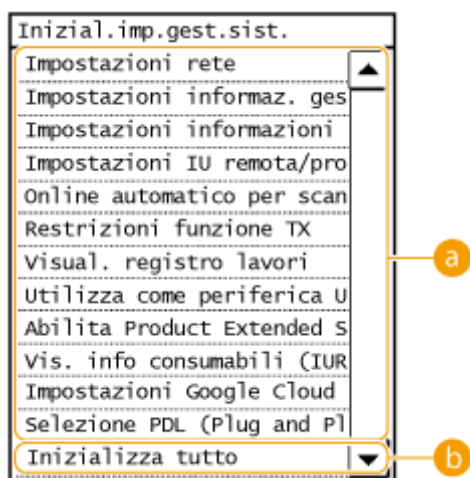 Inizial.imp.gest.sist.
Impostazioni rete
Impostazioni informaz. ges
Impostazioni informazioni
Impostazioni IU remota/pro
Online automatico per scan
Restrizioni funzione TX
Visual. registro lavori
Utilizza come periferica U
Abilita Product Extended S
Vis. info consumabili (IUR
Impostazioni Google Cloud
Selezione PDL (Plug and Pl
Inizializza tutto
a
b